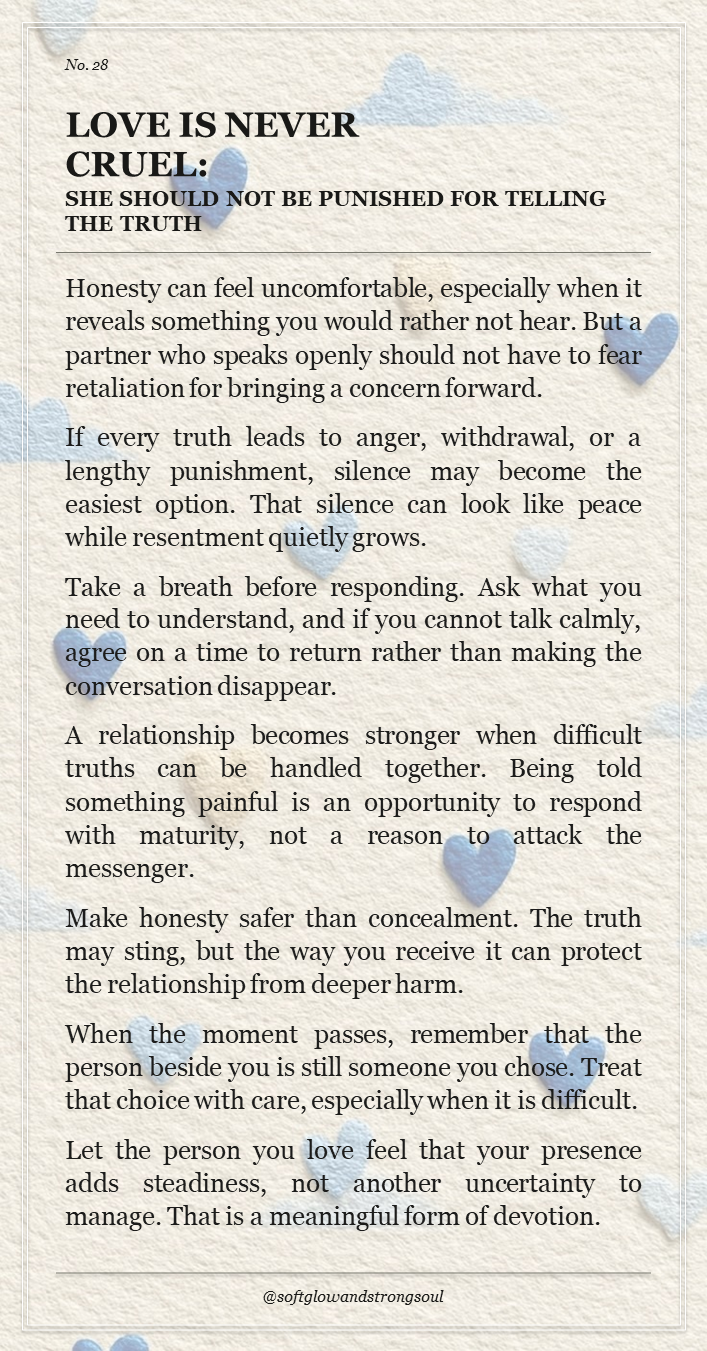 No. 28
LOVE IS NEVER
CRUEL:
SHE SHOULD NOT BE PUNISHED FOR TELLING
THE TRUTH
Honesty can feel uncomfortable, especially when it
reveals something you would rather not hear. But a
partner who speaks openly should not have to fear
retaliation for bringing a concern forward.
If every truth leads to anger, withdrawal, or a
lengthy punishment, silence may become the
easiest option. That silence can look like peace
while resentment quietly grows.
Take a breath before responding. Ask what you
need to understand, and if you cannot talk calmly,
agree on a time to return rather than making the
conversation disappear.
A relationship becomes stronger when difficult
truths can be handled together. Being told
something painful is an opportunity to respond
with maturity, not a reason to attack the
messenger.
Make honesty safer than concealment. The truth
may sting, but the way you receive it can protect
the relationship from deeper harm.
When the moment passes, remember that the
person beside you is still someone you chose. Treat
that choice with care, especially when it is difficult.
Let the person you love feel that your presence
adds steadiness, not another uncertainty to
manage. That is a meaningful form of devotion.
@softglowandstrongsoul